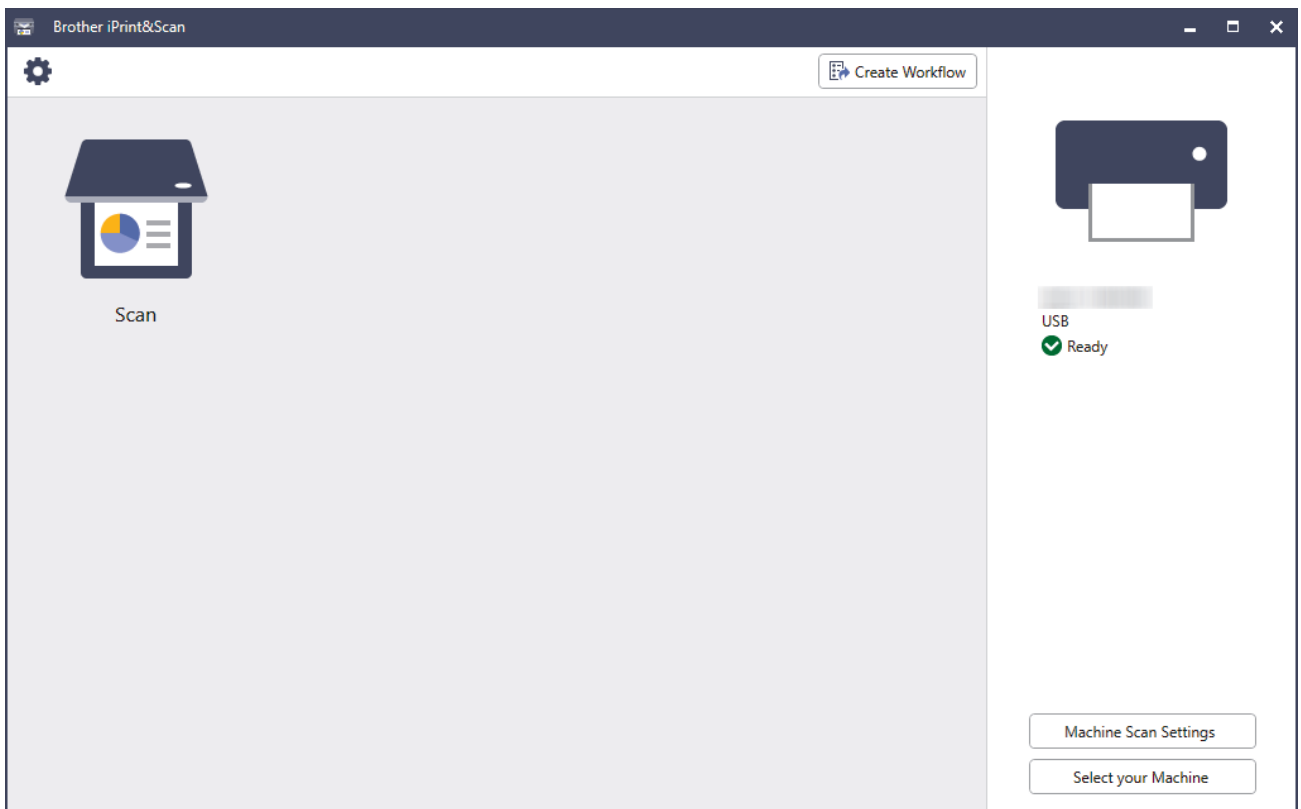 Brother iPrint&Scan
Create Workflow
Scan
USB
Ready
Machine Scan Settings
Select your Machine